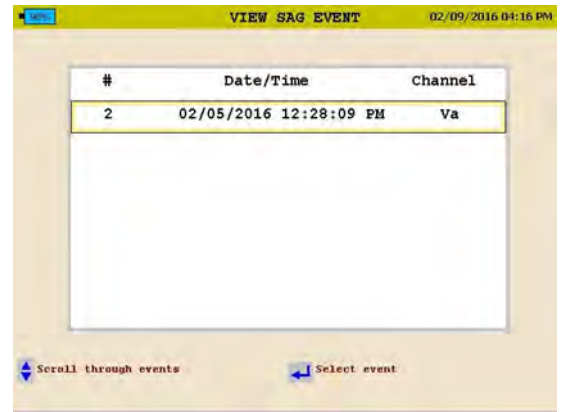 VIEW SAG EVENT 02/09/2016 04:16 PM
# Date/Time Channel
2 02/05/2016 12:28:09 PM Va
Scroll through events Select event